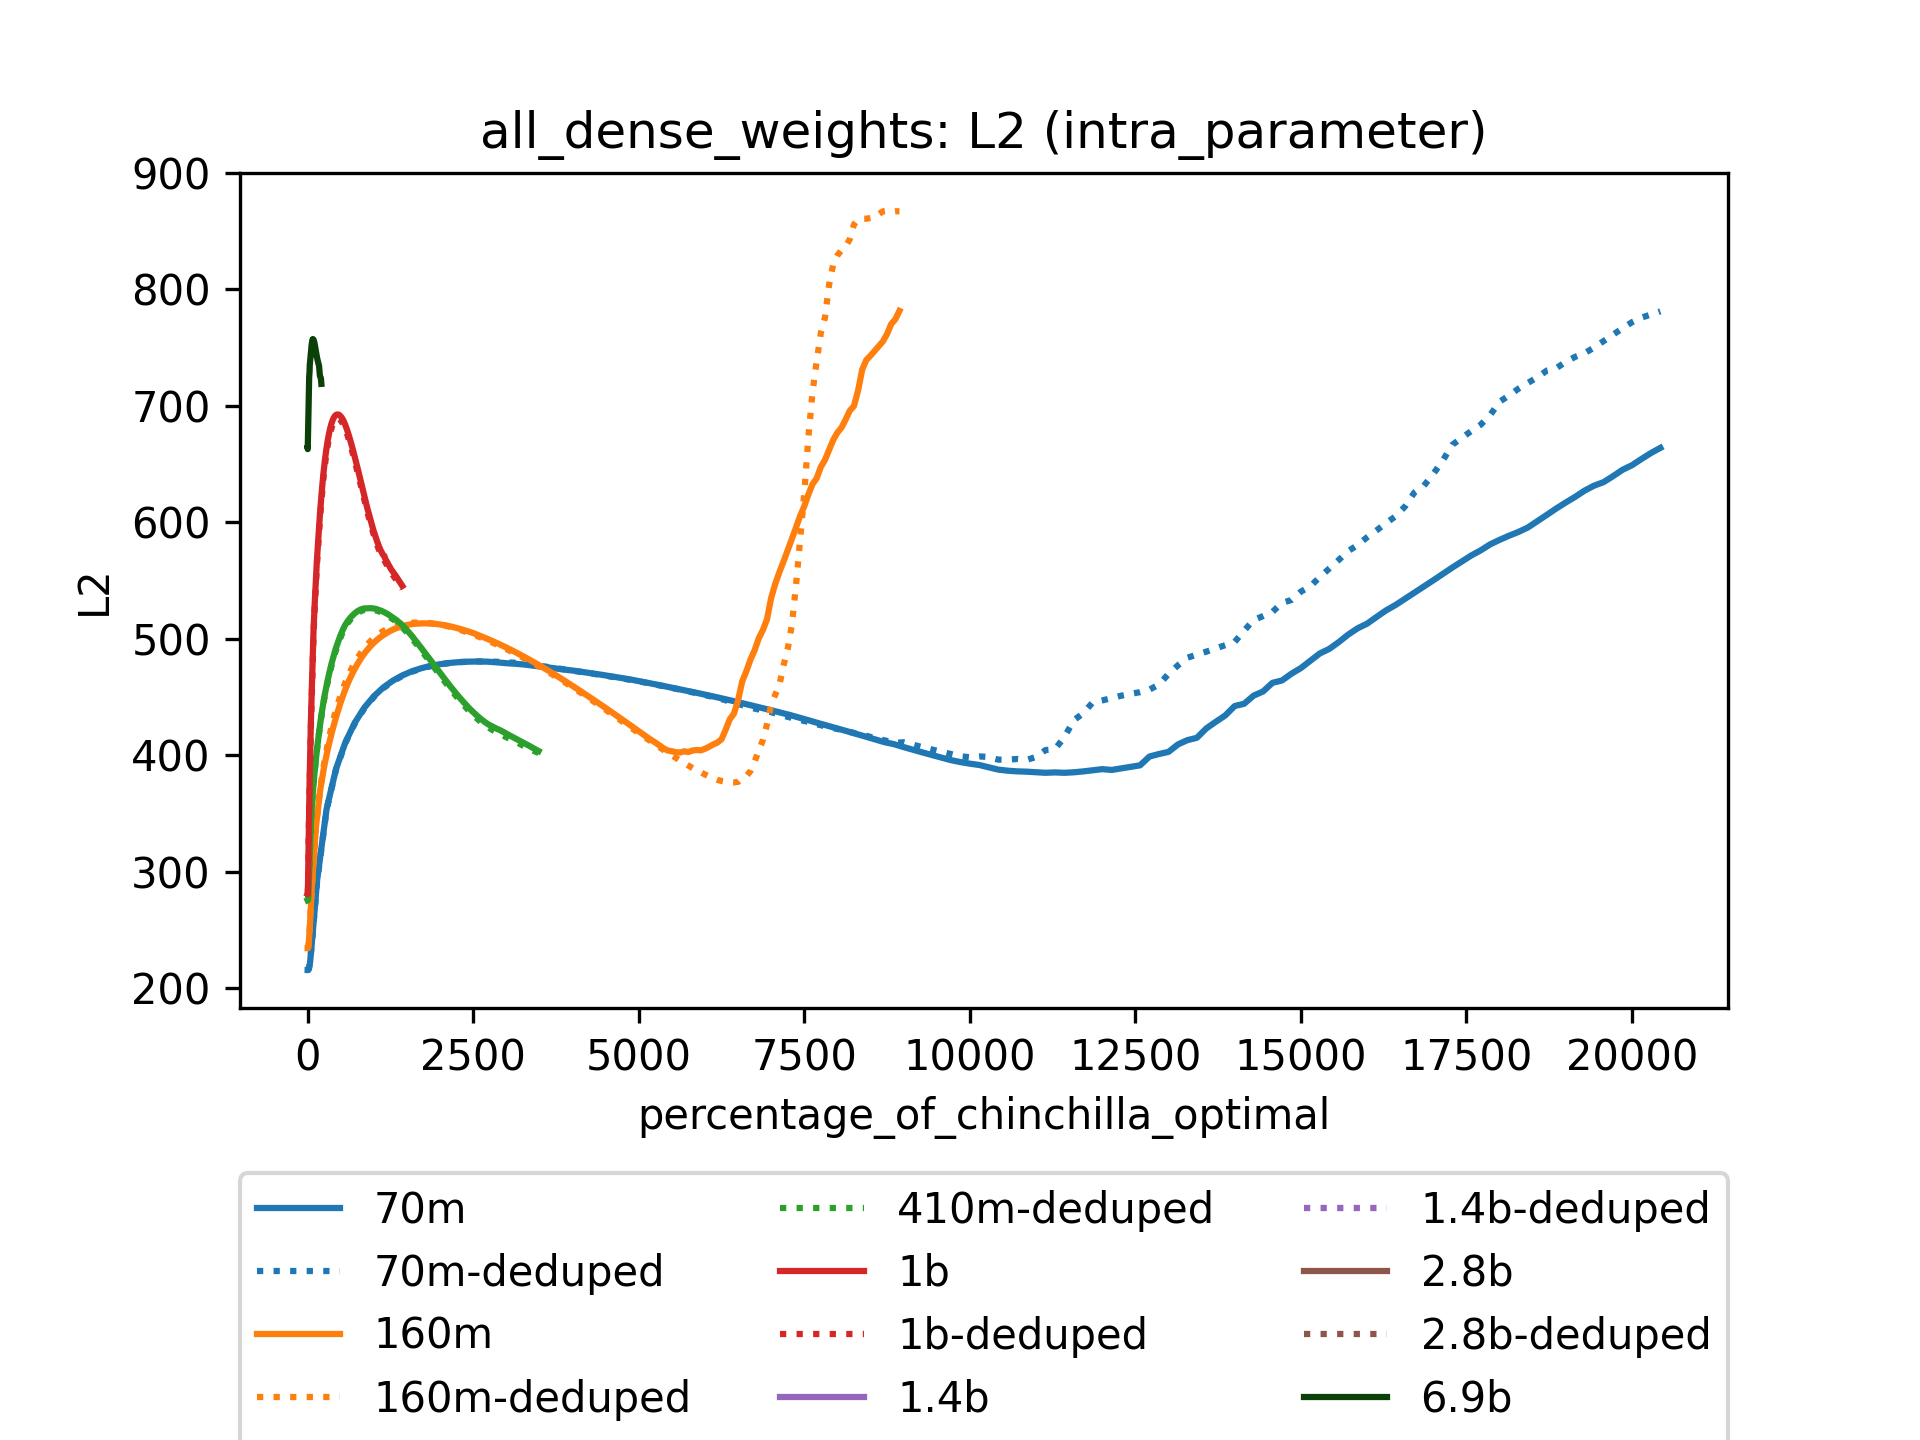 all_dense_weights: L2 (intra_parameter)
900
800
700
600
500
400
300
200
L2
0 2500 5000 7500 10000 12500 15000 17500 20000
percentage_of_chinchilla_optimal
70m 410m-deduped 1.4b-deduped
70m-deduped 1b 2.8b
160m 1b-deduped 2.8b-deduped
160m-deduped 1.4b 6.9b